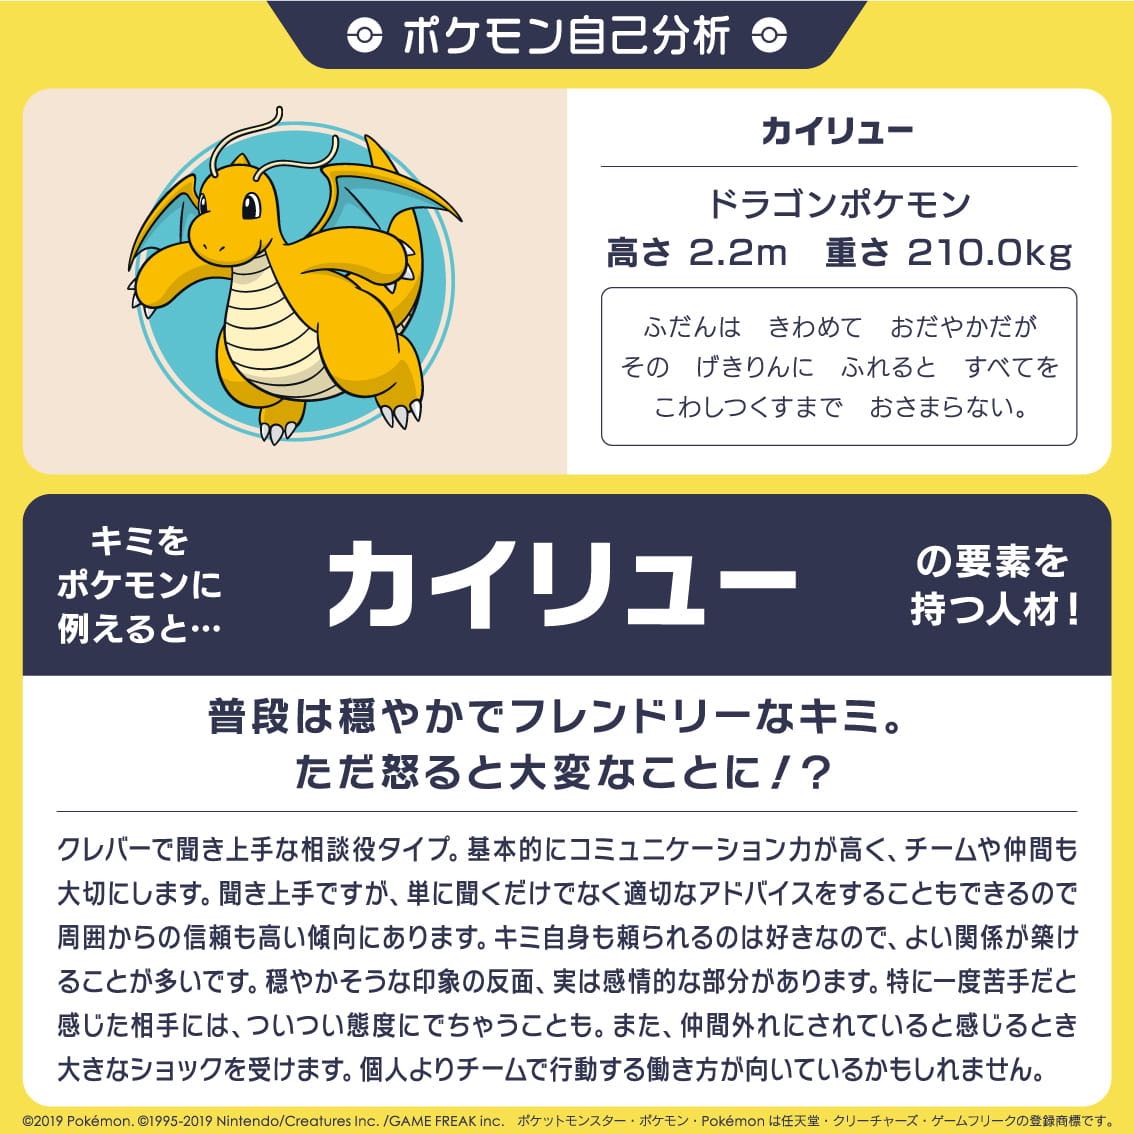 ポケモン自己分析
カイリュー
ドラゴンポケモン
高さ 2.2m 重さ 210.0kg
ふだんは きわめて おだやかだが
その げきりんに ふれると すべてを
こわしつくすまで おさまらない。
キミを
ポケモンに
例えると…
カイリュー
の要素を
持つ人材！
普段は穏やかでフレンドリーなキミ。
ただ怒ると大変なことに！？
クレバーで聞き上手な相談役タイプ。基本的にコミュニケーション力が高く、チームや仲間も
大切にします。聞き上手ですが、単に聞くだけでなく適切なアドバイスをすることもできるので
周囲からの信頼も高い傾向にあります。キミ自身も頼られるのは好きなので、よい関係が築け
ることが多いです。穏やかそうな印象の反面、実は感情的な部分があります。特に一度苦手だと
感じた相手には、ついつい態度にでちゃうことも。また、仲間外れにされていると感じるとき
大きなショックを受けます。個人よりチームで行動する働き方が向いているかもしれません。
©2019 Pokémon. ©1995-2019 Nintendo/Creatures Inc. /GAME FREAK inc. ポケットモンスター・ポケモン・Pokémon は任天堂・クリーチャーズ・ゲームフリークの登録商標です。